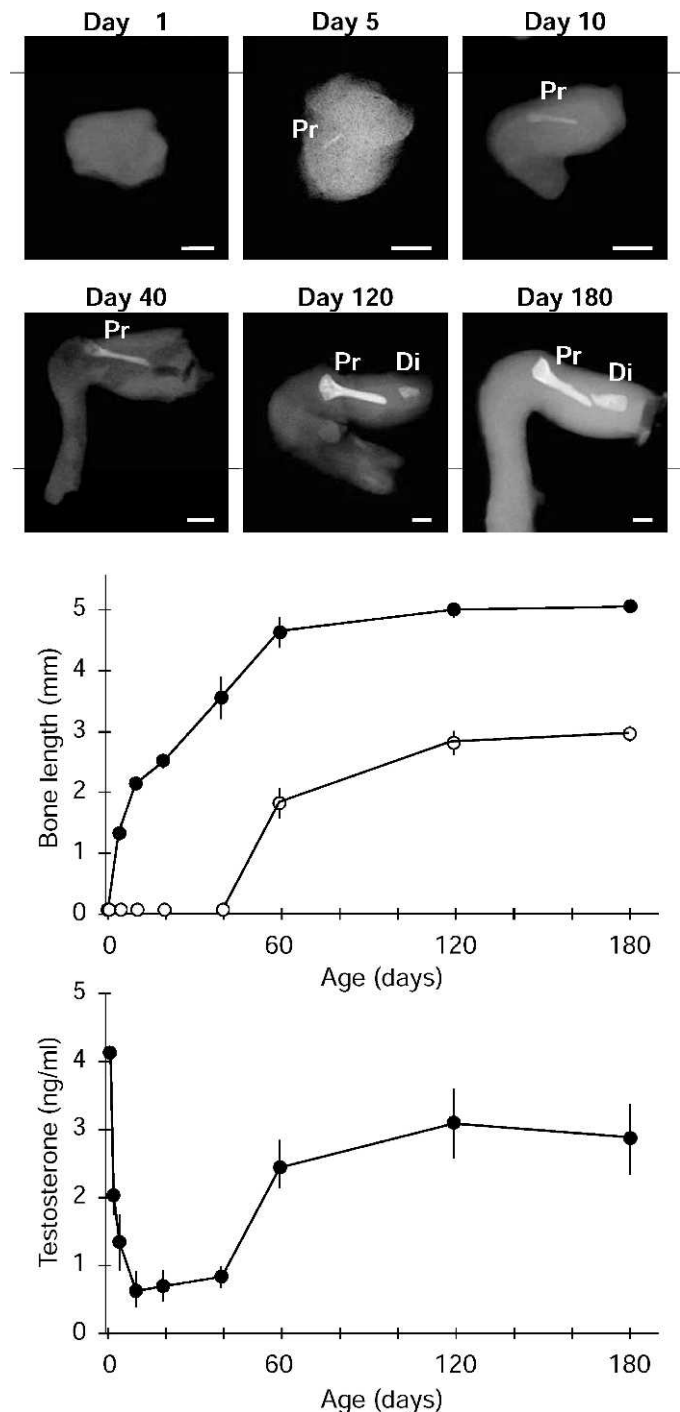 Day 1 Day 5 Day 10
Pr Pr
Day 40 Day 120 Day 180
Pr Pr Di Pr Di
5
4
3
2
1
0
Bone length (mm)
0 60 120 180
Age (days)
5
4
3
2
1
0
Testosterone (ng/ml)
0 60 120 180
Age (days)